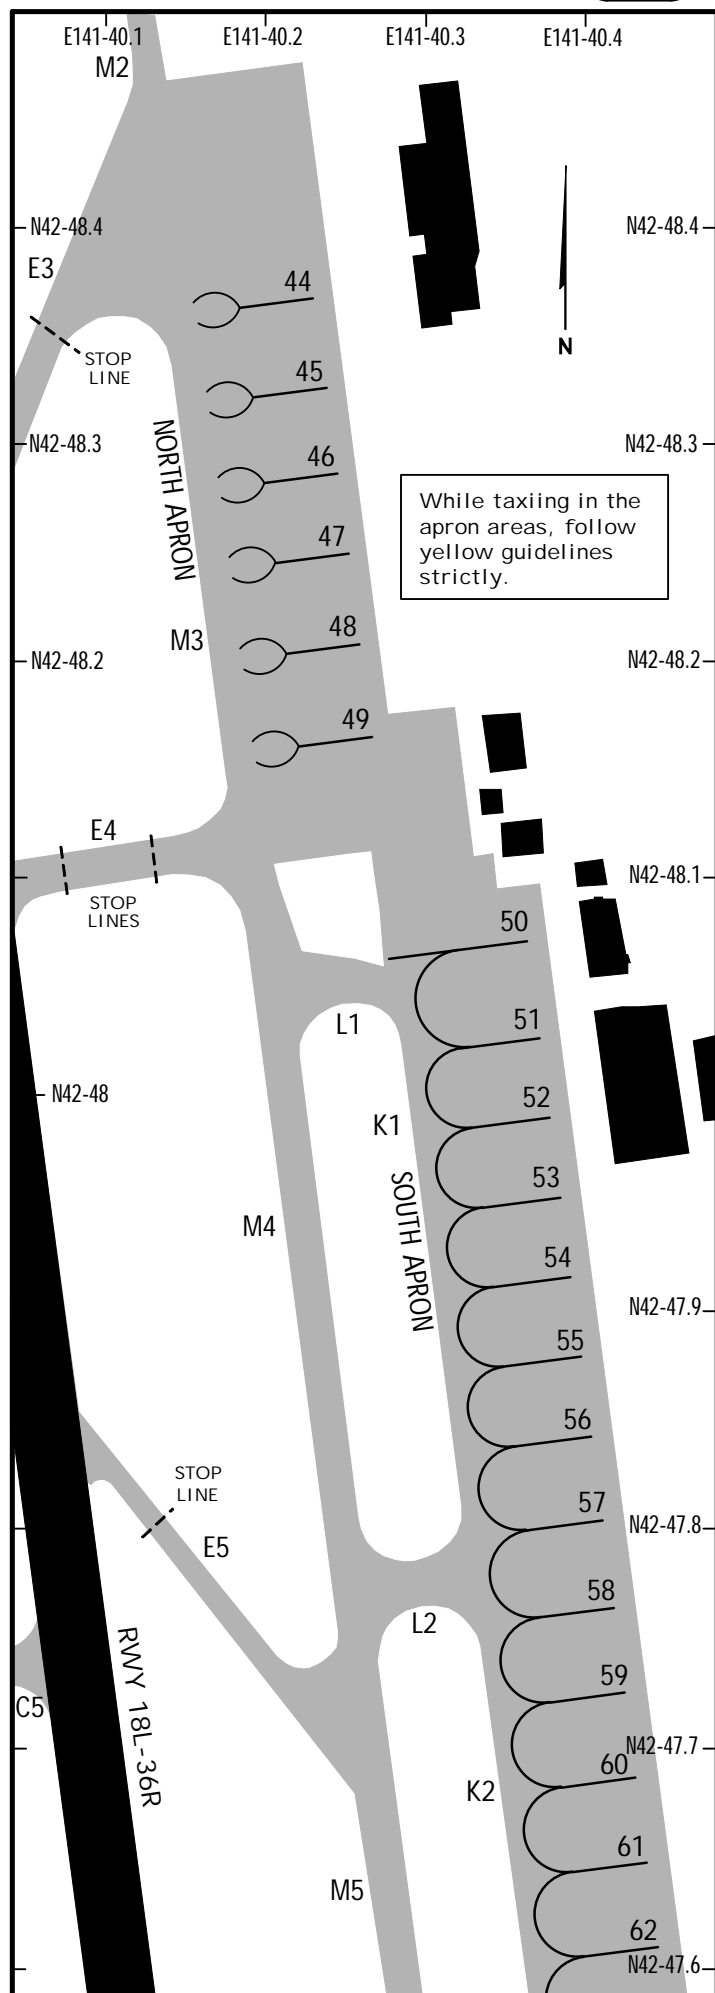 E141-40.1 E141-40.2 E141-40.3 E141-40.4
M2
N42-48.4 N42-48.4
E3
44
STOP
LINE
N
45
N42-48.3 N42-48.3
NORTH APRON
46
While taxiing in the
apron areas, follow
yellow guidelines
strictly.
47
M3
48
N42-48.2 N42-48.2
49
E4
STOP
LINES
N42-48.1
50
L1
51
N42-48
52
K1
SOUTH APRON
53
M4
54
N42-47.9
55
56
STOP
LINE
57
N42-47.8
E5
58
L2
RWY 18L-36R
59
C5
N42-47.7
60
K2
61
M5
62
N42-47.6